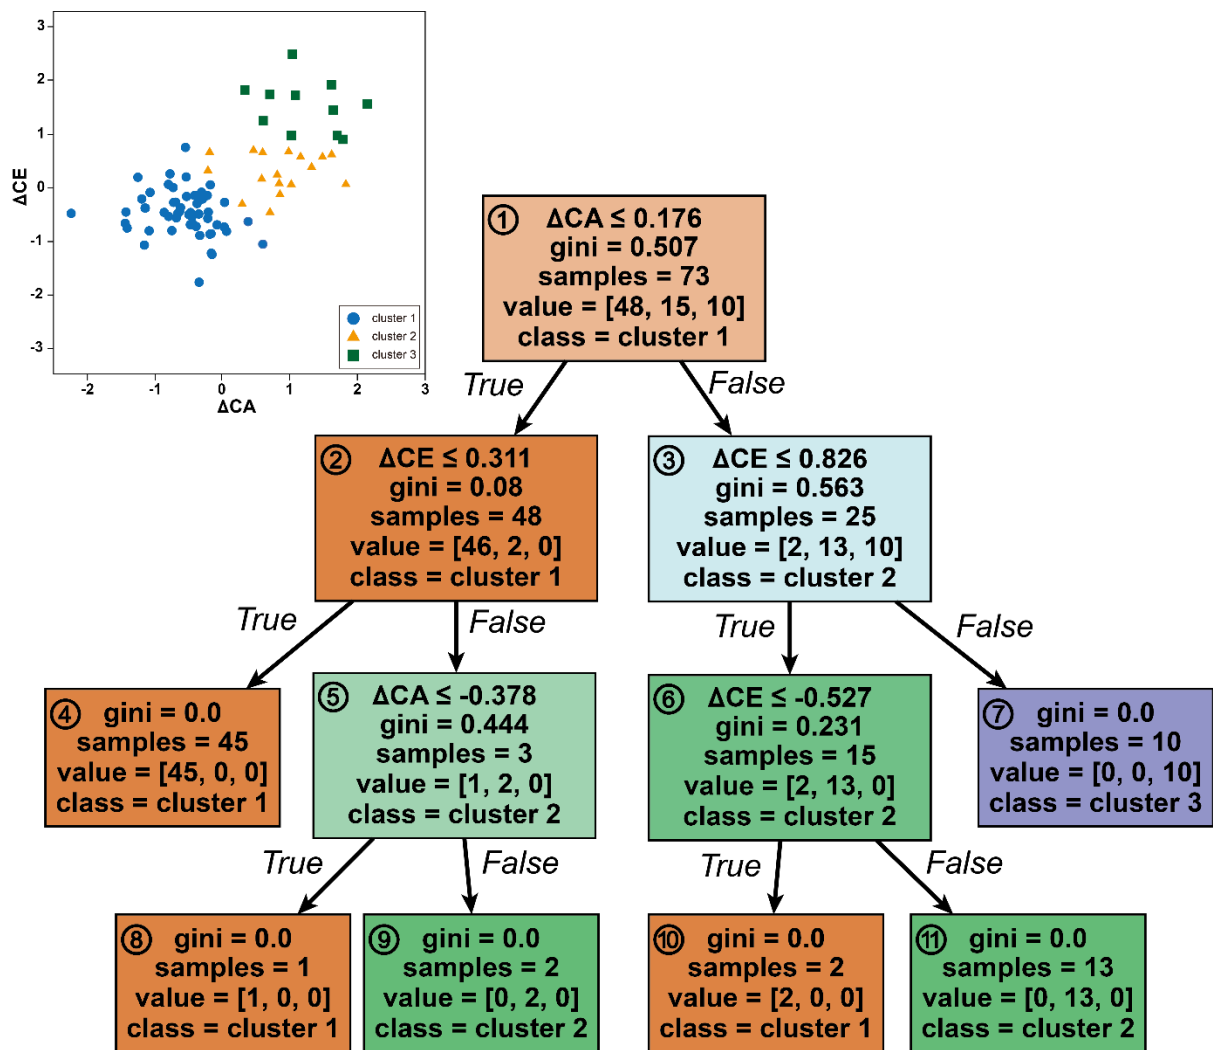 3
2
1
0
-1
-2
-3
ΔCE
-2
-1
0
1
2
3
ΔCA
cluster 1
cluster 2
cluster 3
① ΔCA ≤ 0.176
gini = 0.507
samples = 73
value = [48, 15, 10]
class = cluster 1
True
False
② ΔCE ≤ 0.311
gini = 0.08
samples = 48
value = [46, 2, 0]
class = cluster 1
③ ΔCE ≤ 0.826
gini = 0.563
samples = 25
value = [2, 13, 10]
class = cluster 2
True
False
True
False
④ gini = 0.0
samples = 45
value = [45, 0, 0]
class = cluster 1
⑤ ΔCA ≤ -0.378
gini = 0.444
samples = 3
value = [1, 2, 0]
class = cluster 2
⑥ ΔCE ≤ -0.527
gini = 0.231
samples = 15
value = [2, 13, 0]
class = cluster 2
⑦ gini = 0.0
samples = 10
value = [0, 0, 10]
class = cluster 3
True
False
True
False
⑧ gini = 0.0
samples = 1
value = [1, 0, 0]
class = cluster 1
⑨ gini = 0.0
samples = 2
value = [0, 2, 0]
class = cluster 2
⑩ gini = 0.0
samples = 2
value = [2, 0, 0]
class = cluster 1
⑪ gini = 0.0
samples = 13
value = [0, 13, 0]
class = cluster 2